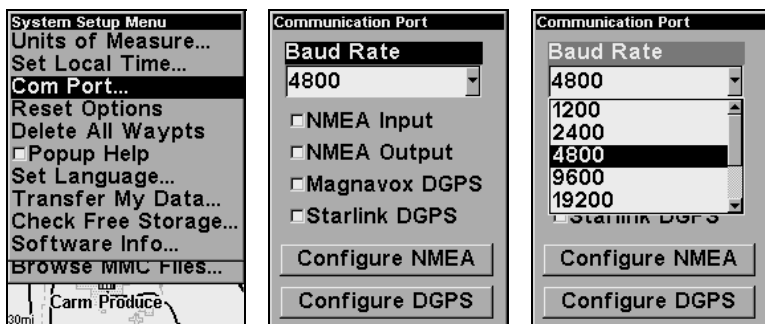 System Setup Menu
Units of Measure...
Set Local Time...
Com Port...
Reset Options
Delete All Waypts
Popup Help
Set Language...
Transfer My Data...
Check Free Storage...
Software Info...
Browse MMC Files...
Carm Produce
30mi
Communication Port
Baud Rate
4800
NMEA Input
NMEA Output
Magnavox DGPS
Starlink DGPS
Configure NMEA
Configure DGPS
Communication Port
Baud Rate
4800
1200
2400
4800
9600
19200
Starlink DGPS
Configure NMEA
Configure DGPS